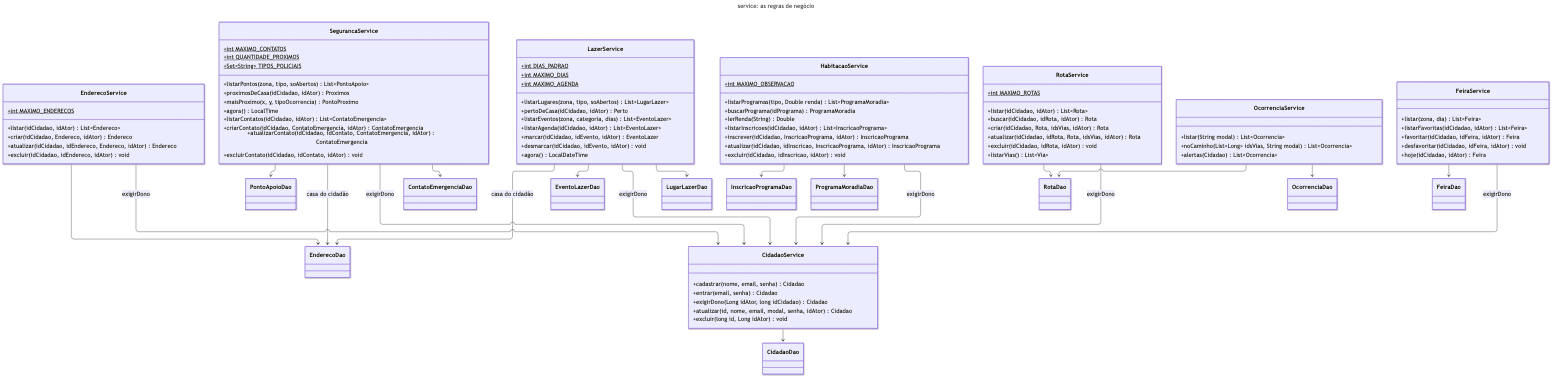 service: as regras de negócio
EnderecoService
+int MAXIMO_ENDERECOS
+listar(idCidadao, idAtor) : List<Endereco>
+criar(idCidadao, Endereco, idAtor) : Endereco
+atualizar(idCidadao, idEndereco, Endereco, idAtor) : Endereco
+excluir(idCidadao, idEndereco, idAtor) : void
SegurancaService
+int MAXIMO_CONTATOS
+int QUANTIDADE_PROXIMOS
+Set<String> TIPOS_POLICIAIS
+listarPontos(zona, tipo, soAbertos) : List<PontoApoio>
+proximosDeCasa(idCidadao, idAtor) : Proximos
+maisProximo(x, y, tipoOcorrencia) : PontoProximo
+agora() : LocalTime
+listarContatos(idCidadao, idAtor) : List<ContatoEmergencia>
+criarContato(idCidadao, ContatoEmergencia, idAtor) : ContatoEmergencia
+atualizarContato(idCidadao, idContato, ContatoEmergencia, idAtor) :
ContatoEmergencia
+excluirContato(idCidadao, idContato, idAtor) : void
LazerService
+int DIAS_PADRAO
+int MAXIMO_DIAS
+int MAXIMO_AGENDA
+listarLugares(zona, tipo, soAbertos) : List<LugarLazer>
+pertoDeCasa(idCidadao, idAtor) : Perto
+listarEventos(zona, categoria, dias) : List<EventoLazer>
+listarAgenda(idCidadao, idAtor) : List<EventoLazer>
+marcar(idCidadao, idEvento, idAtor) : EventoLazer
+desmarcar(idCidadao, idEvento, idAtor) : void
+agora() : LocalDateTime
HabitacaoService
+int MAXIMO_OBSERVACAO
+listarProgramas(tipo, Double renda) : List<ProgramaMoradia>
+buscarPrograma(idPrograma) : ProgramaMoradia
+lerRenda(String) : Double
+listarInscricoes(idCidadao, idAtor) : List<InscricaoPrograma>
+inscrever(idCidadao, InscricaoPrograma, idAtor) : InscricaoPrograma
+atualizar(idCidadao, idInscricao, InscricaoPrograma, idAtor) : InscricaoPrograma
+excluir(idCidadao, idInscricao, idAtor) : void
RotaService
+int MAXIMO_ROTAS
+listar(idCidadao, idAtor) : List<Rota>
+buscar(idCidadao, idRota, idAtor) : Rota
+criar(idCidadao, Rota, idsVias, idAtor) : Rota
+atualizar(idCidadao, idRota, Rota, idsVias, idAtor) : Rota
+excluir(idCidadao, idRota, idAtor) : void
+listarVias() : List<Via>
OcorrenciaService
+listar(String modal) : List<Ocorrencia>
+noCaminho(List<Long> idsVias, String modal) : List<Ocorrencia>
+alertas(Cidadao) : List<Ocorrencia>
FeiraService
+listar(zona, dia) : List<Feira>
+listarFavoritas(idCidadao, idAtor) : List<Feira>
+favoritar(idCidadao, idFeira, idAtor) : Feira
+desfavoritar(idCidadao, idFeira, idAtor) : void
+hoje(idCidadao, idAtor) : Feira
exigirDono
PontoApoioDao
casa do cidadão
exigirDono
ContatoEmergenciaDao
casa do cidadão
EventoLazerDao
exigirDono
LugarLazerDao
InscricaoProgramaDao
ProgramaMoradiaDao
exigirDono
RotaDao
exigirDono
OcorrenciaDao
FeiraDao
exigirDono
EnderecoDao
CidadaoService
+cadastrar(nome, email, senha) : Cidadao
+entrar(email, senha) : Cidadao
+exigirDono(Long idAtor, long idCidadao) : Cidadao
+atualizar(id, nome, email, modal, senha, idAtor) : Cidadao
+excluir(long id, Long idAtor) : void
CidadaoDao